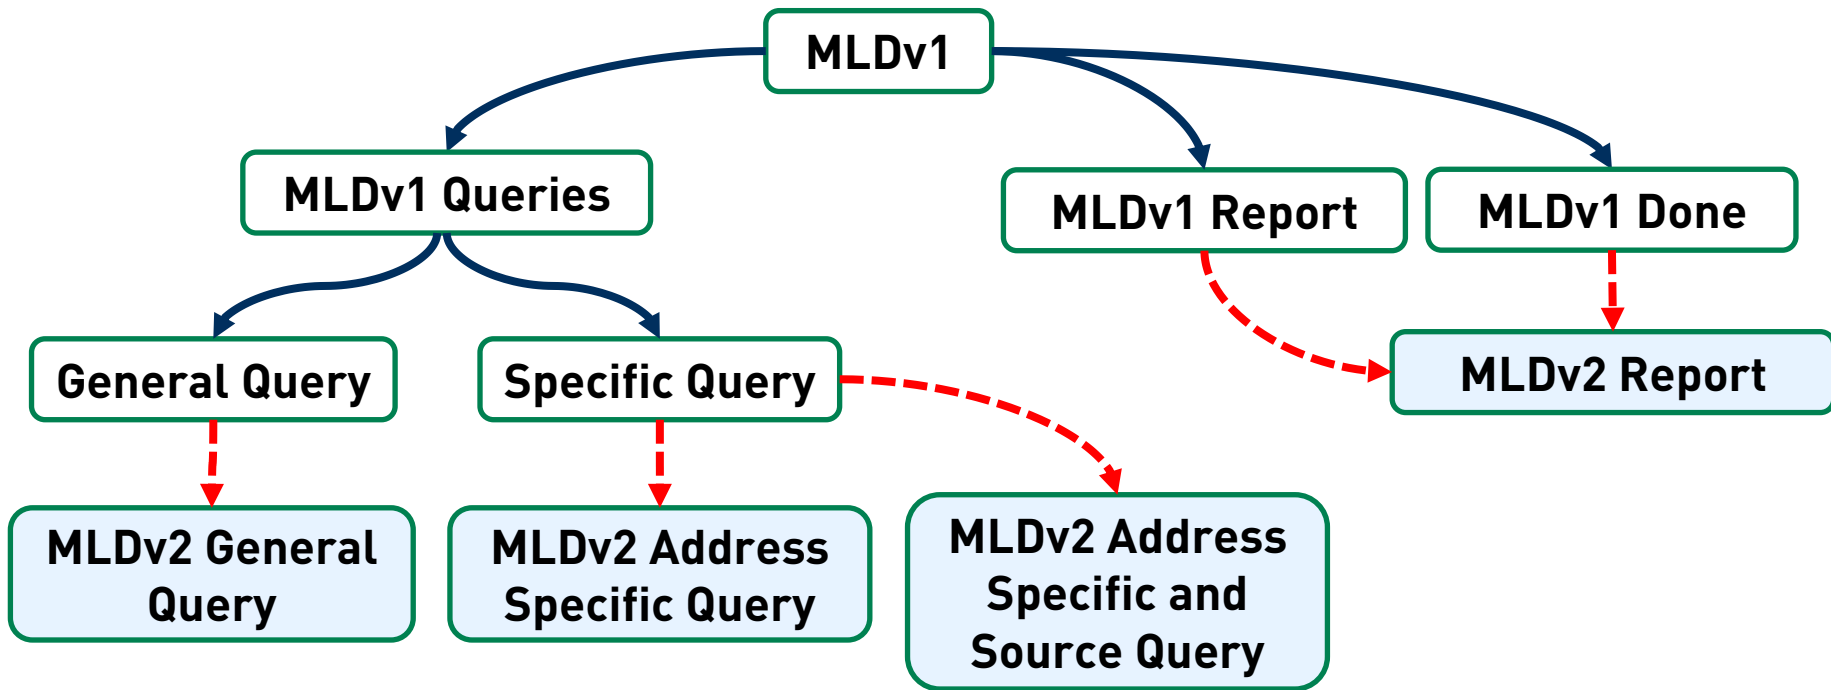 MLDv1
MLDv1 Queries
MLDv1 Report
MLDv1 Done
General Query
Specific Query
MLDv2 Report
MLDv2 General
Query
MLDv2 Address
Specific Query
MLDv2 Address
Specific and
Source Query